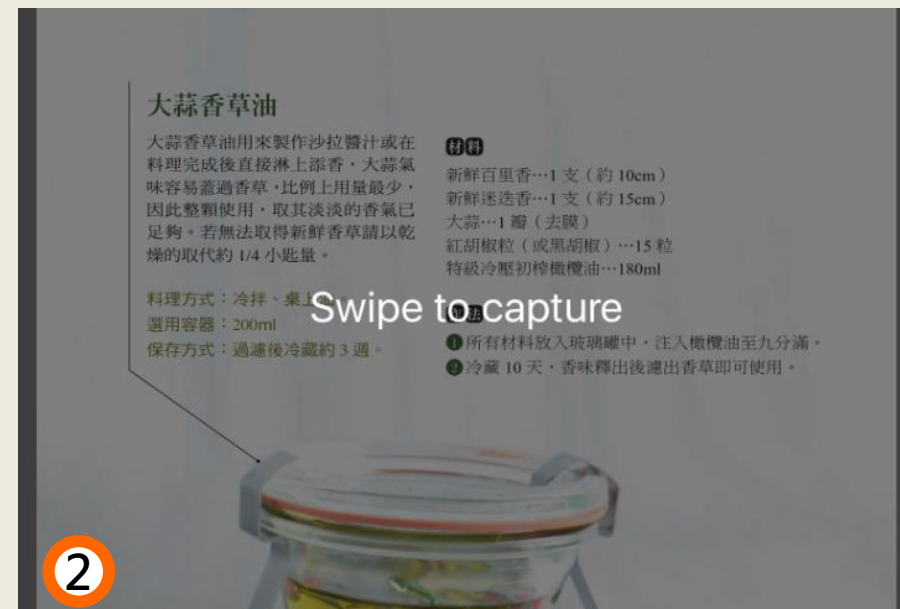 大蒜香草油
大蒜香草油用來製作沙拉醬汁或在
料理完成後直接淋上添香，大蒜氣
味容易蓋過香草，比例上用量最少，
因此整顆使用，取其淡淡的香氣已
足夠。若無法取得新鮮香草請以乾
燥的取代約 1/4 小匙量。
料理方式：冷拌、桌上
選用容器：200ml
保存方式：過濾後冷藏約 3 週。
材料
新鮮百里香…1 支（約 10cm）
新鮮迷迭香…1 支（約 15cm）
大蒜…1 瓣（去膜）
紅胡椒粒（或黑胡椒）…15 粒
特級冷壓初榨橄欖油…180ml
Swipe to capture
法
❶所有材料放入玻璃罐中，注入橄欖油至九分滿。
❷冷藏 10 天，香味釋出後濾出香草即可使用。
2